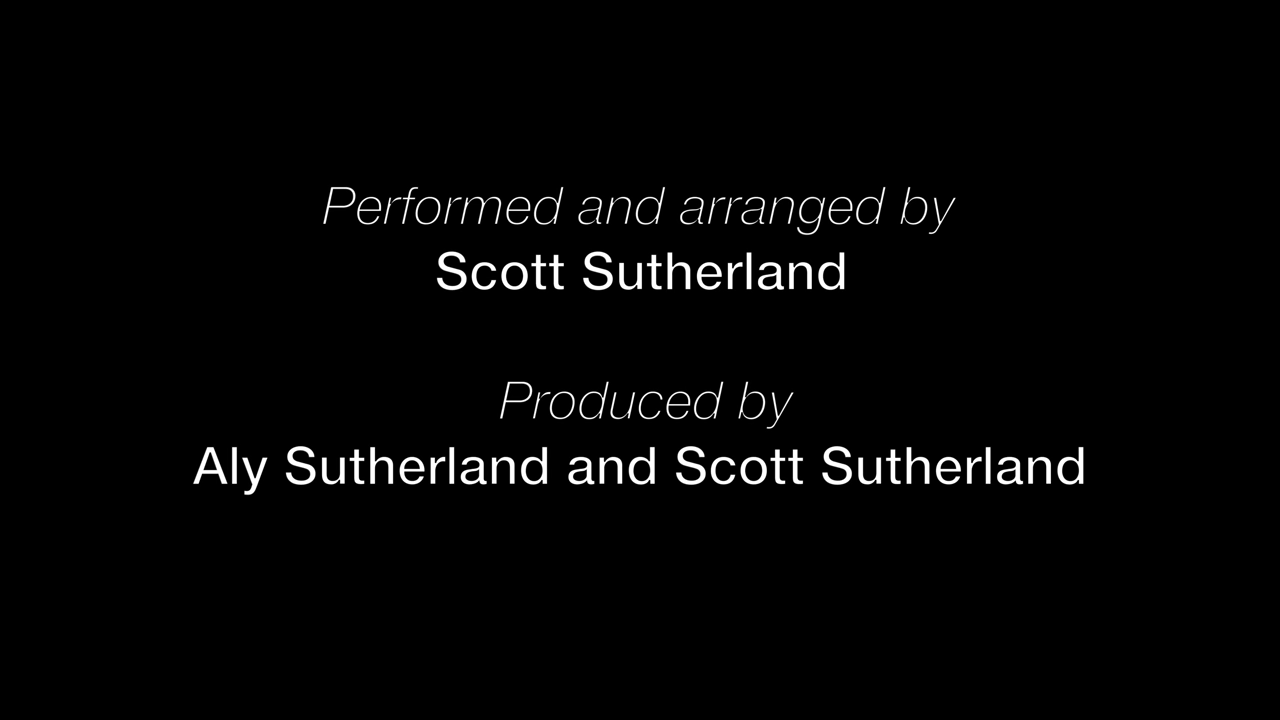 Performed and arranged by
Scott Sutherland
Produced by
Aly Sutherland and Scott Sutherland